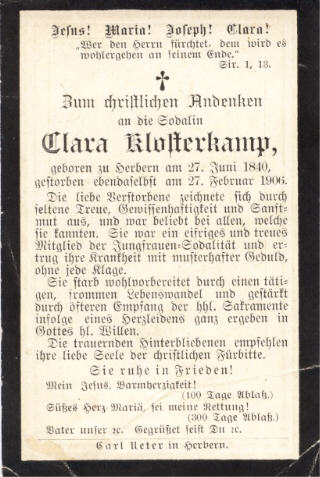 Jesus! Maria! Joseph! Clara!
„Wer den Herrn fürchtet, dem wird es
wohlergehen an seinem Ende."
Sir. 1, 13.
Zum christlichen Andenken
an die Sodalin
Clara Klosterkamp,
geboren zu Herbern am 27. Juni 1840,
gestorben ebendaselbst am 27. Februar 1906.
Die liebe Verstorbene zeichnete sich durch
seltene Treue, Gewissenhaftigkeit und Sanft-
mut aus, und war beliebt bei allen, welche
sie kannten. Sie war ein eifriges und treues
Mitglied der Jungfrauen-Sodalität und er-
trug ihre Krankheit mit musterhafter Geduld,
ohne jede Klage.
Sie starb wohlvorbereitet durch einen täti-
gen, frommen Lebenswandel und gestärkt
durch öfteren Empfang der hl. Sakramente
infolge eines Herzleidens ganz ergeben in
Gottes hl. Willen.
Die trauernden Hinterbliebenen empfehlen
ihre liebe Seele der christlichen Fürbitte.
Sie ruhe in Frieden!
Mein Jesus, Barmherzigkeit!
(100 Tage Ablaß.)
Süßes Herz Mariä, sei meine Rettung!
(300 Tage Ablaß.)
Vater unser ꝛc. Gegrüßet seist Du ꝛc.
Carl Ueter in Herbern.